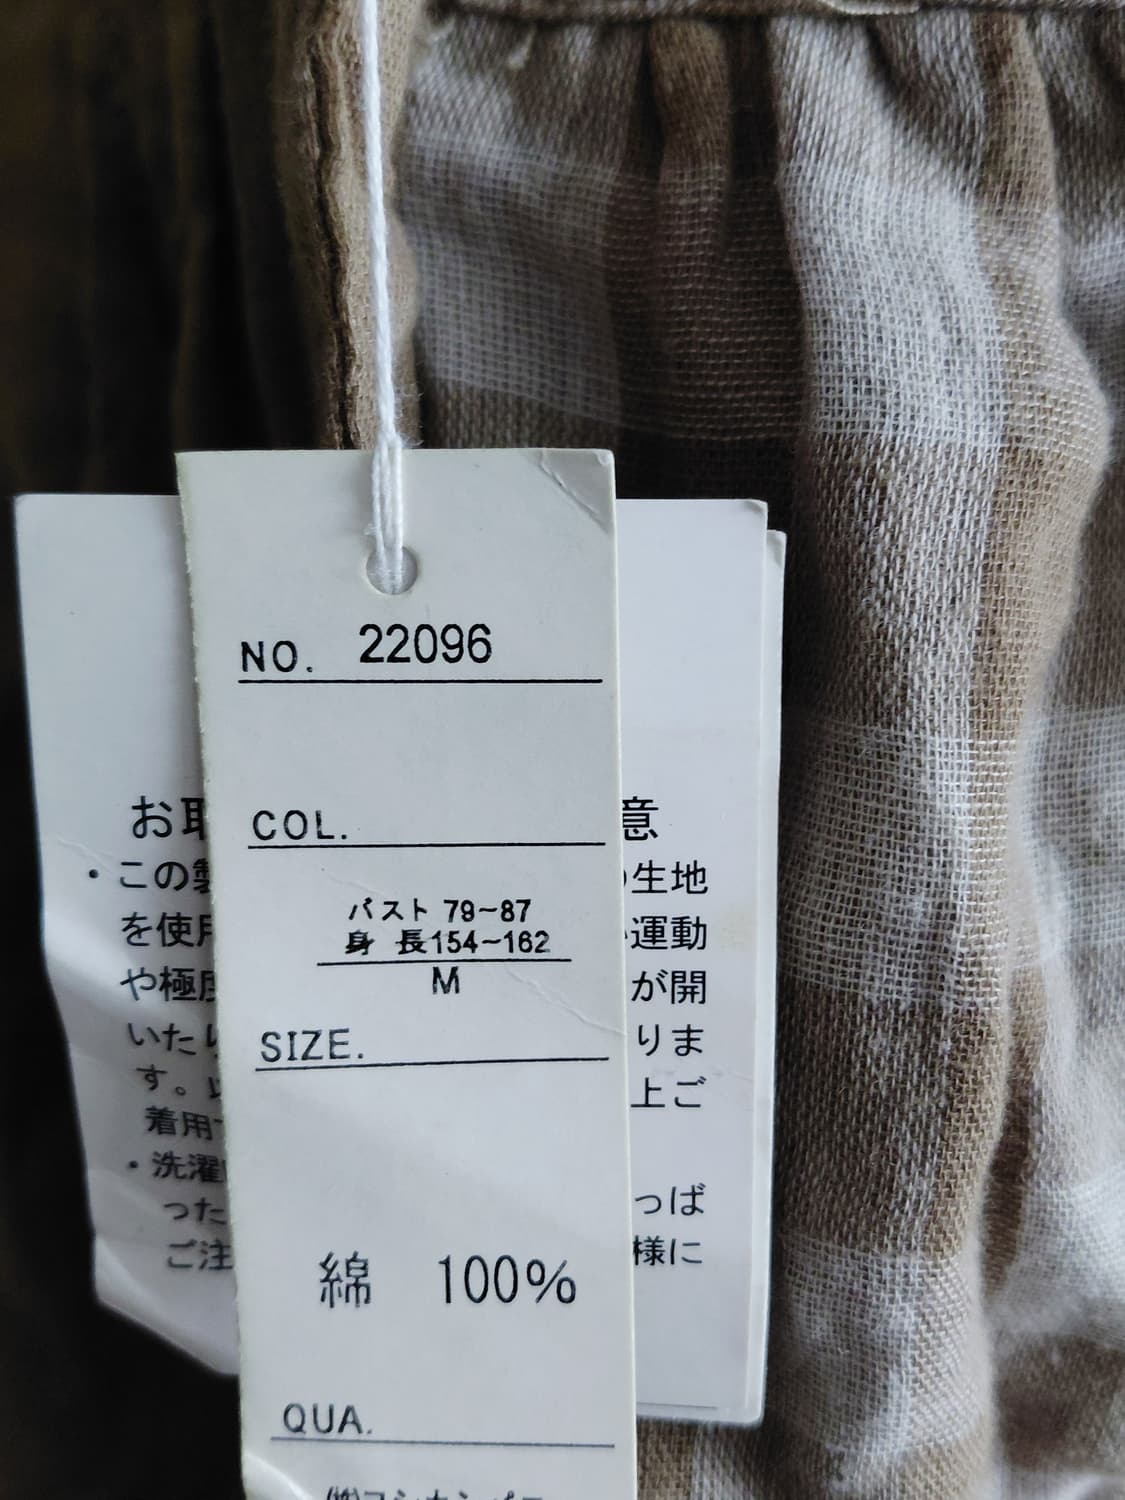 NO. 22096
COL.
バスト 79~87
身 長154~162
M
SIZE.
綿 100%
QUA.
お取 意
・この製 の生地
を使用 い運動
や極度 が開
いたり りま
す。以 上ご
着用
・洗濯 っぱ
った 様に
ご注